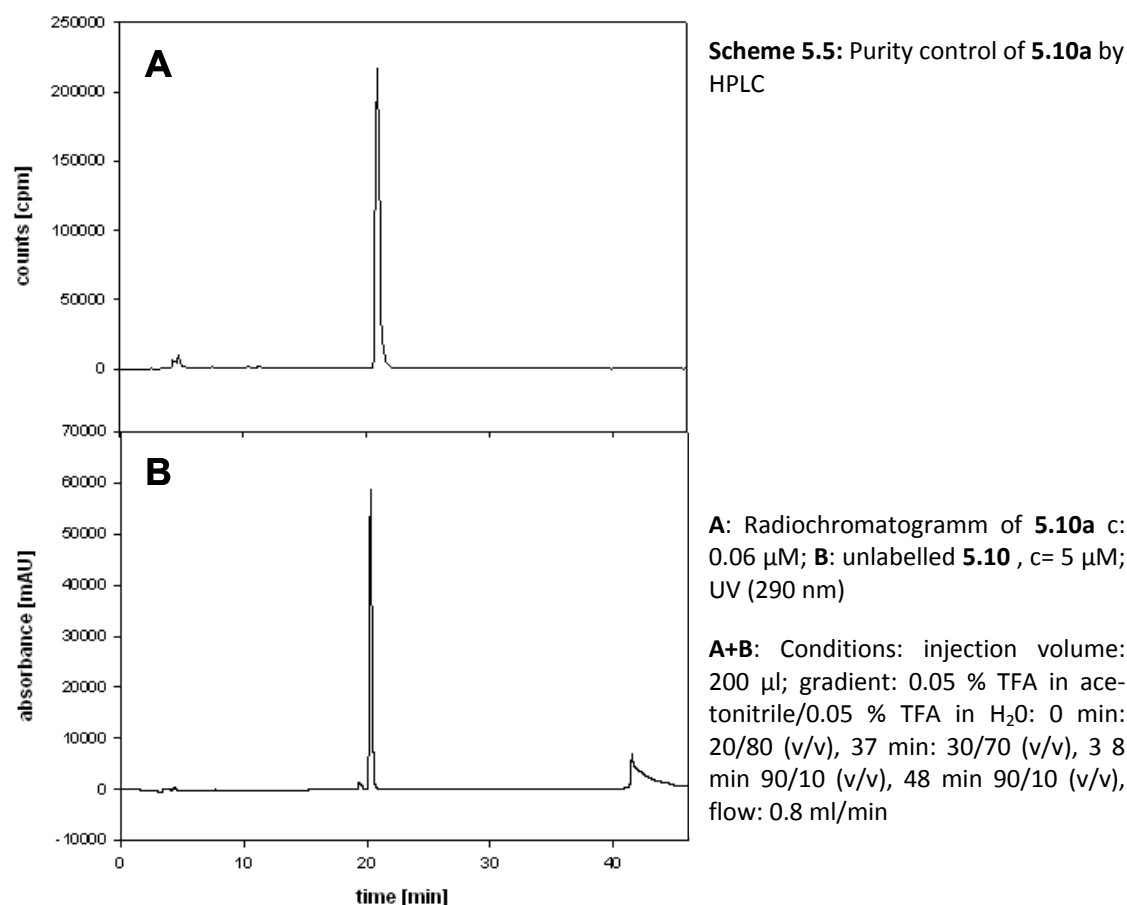 250000
200000
150000
100000
50000
0
counts [cpm]
A
70000
60000
50000
40000
30000
20000
10000
0
-10000
absorbance [mAU]
B
0
10
20
30
40
time [min]
Scheme 5.5: Purity control of 5.10a by
HPLC
A: Radiochromatogramm of 5.10a c:
0.06 µM; B: unlabelled 5.10 , c= 5 µM;
UV (290 nm)
A+B: Conditions: injection volume:
200 µl; gradient: 0.05 % TFA in ace-
tonitrile/0.05 % TFA in H₂0: 0 min:
20/80 (v/v), 37 min: 30/70 (v/v), 3 8
min 90/10 (v/v), 48 min 90/10 (v/v),
flow: 0.8 ml/min